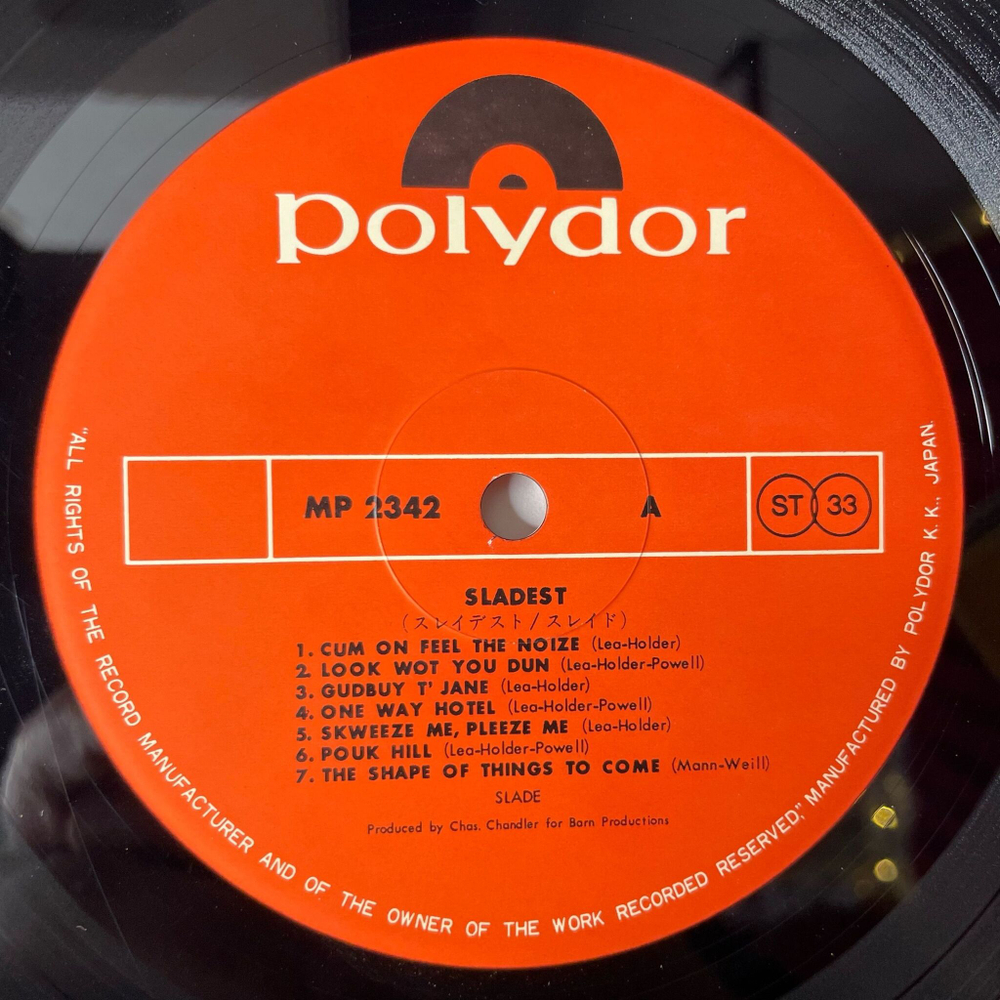 polydor
MP 2342 A ST 33
SLADEST
(スレイデスト/スレイド)
1. CUM ON FEEL THE NOIZE (Lea-Holder)
2. LOOK WOT YOU DUN (Lea-Holder-Powell)
3. GUDBUY T' JANE (Lea-Holder)
4. ONE WAY HOTEL (Lea-Holder-Powell)
5. SKWEEZE ME, PLEEZE ME (Lea-Holder)
6. POUK HILL (Lea-Holder-Powell)
7. THE SHAPE OF THINGS TO COME (Mann-Weill)
SLADE
Produced by Chas. Chandler for Barn Productions
"ALL RIGHTS OF THE RECORD MANUFACTURER AND OF THE OWNER OF THE WORK RECORDED RESERVED," MANUFACTURED BY POLYDOR K. K., JAPAN.